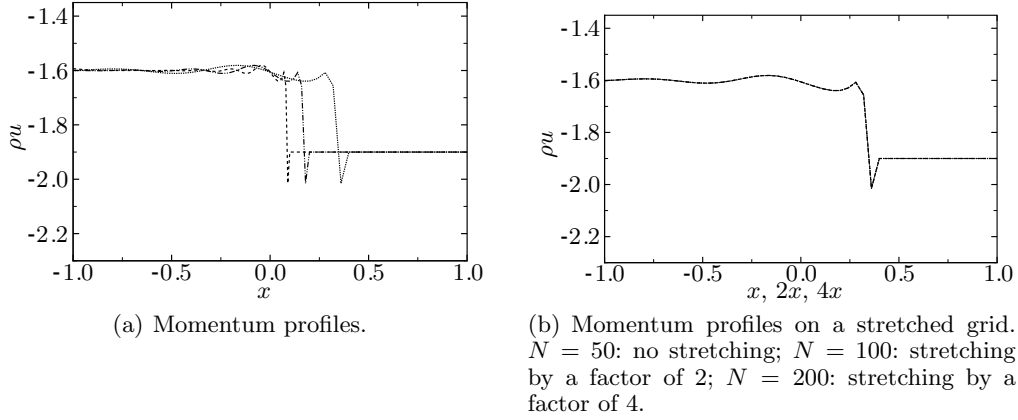 -1.4
-1.6
-1.8
-2.0
-2.2
ρu
-1.0
-0.5
0.0
0.5
1.0
x
(a) Momentum profiles.
-1.4
-1.6
-1.8
-2.0
-2.2
ρu
-1.0
-0.5
0.0
0.5
1.0
x, 2x, 4x
(b) Momentum profiles on a stretched grid.
N = 50: no stretching; N = 100: stretching
by a factor of 2; N = 200: stretching by a
factor of 4.